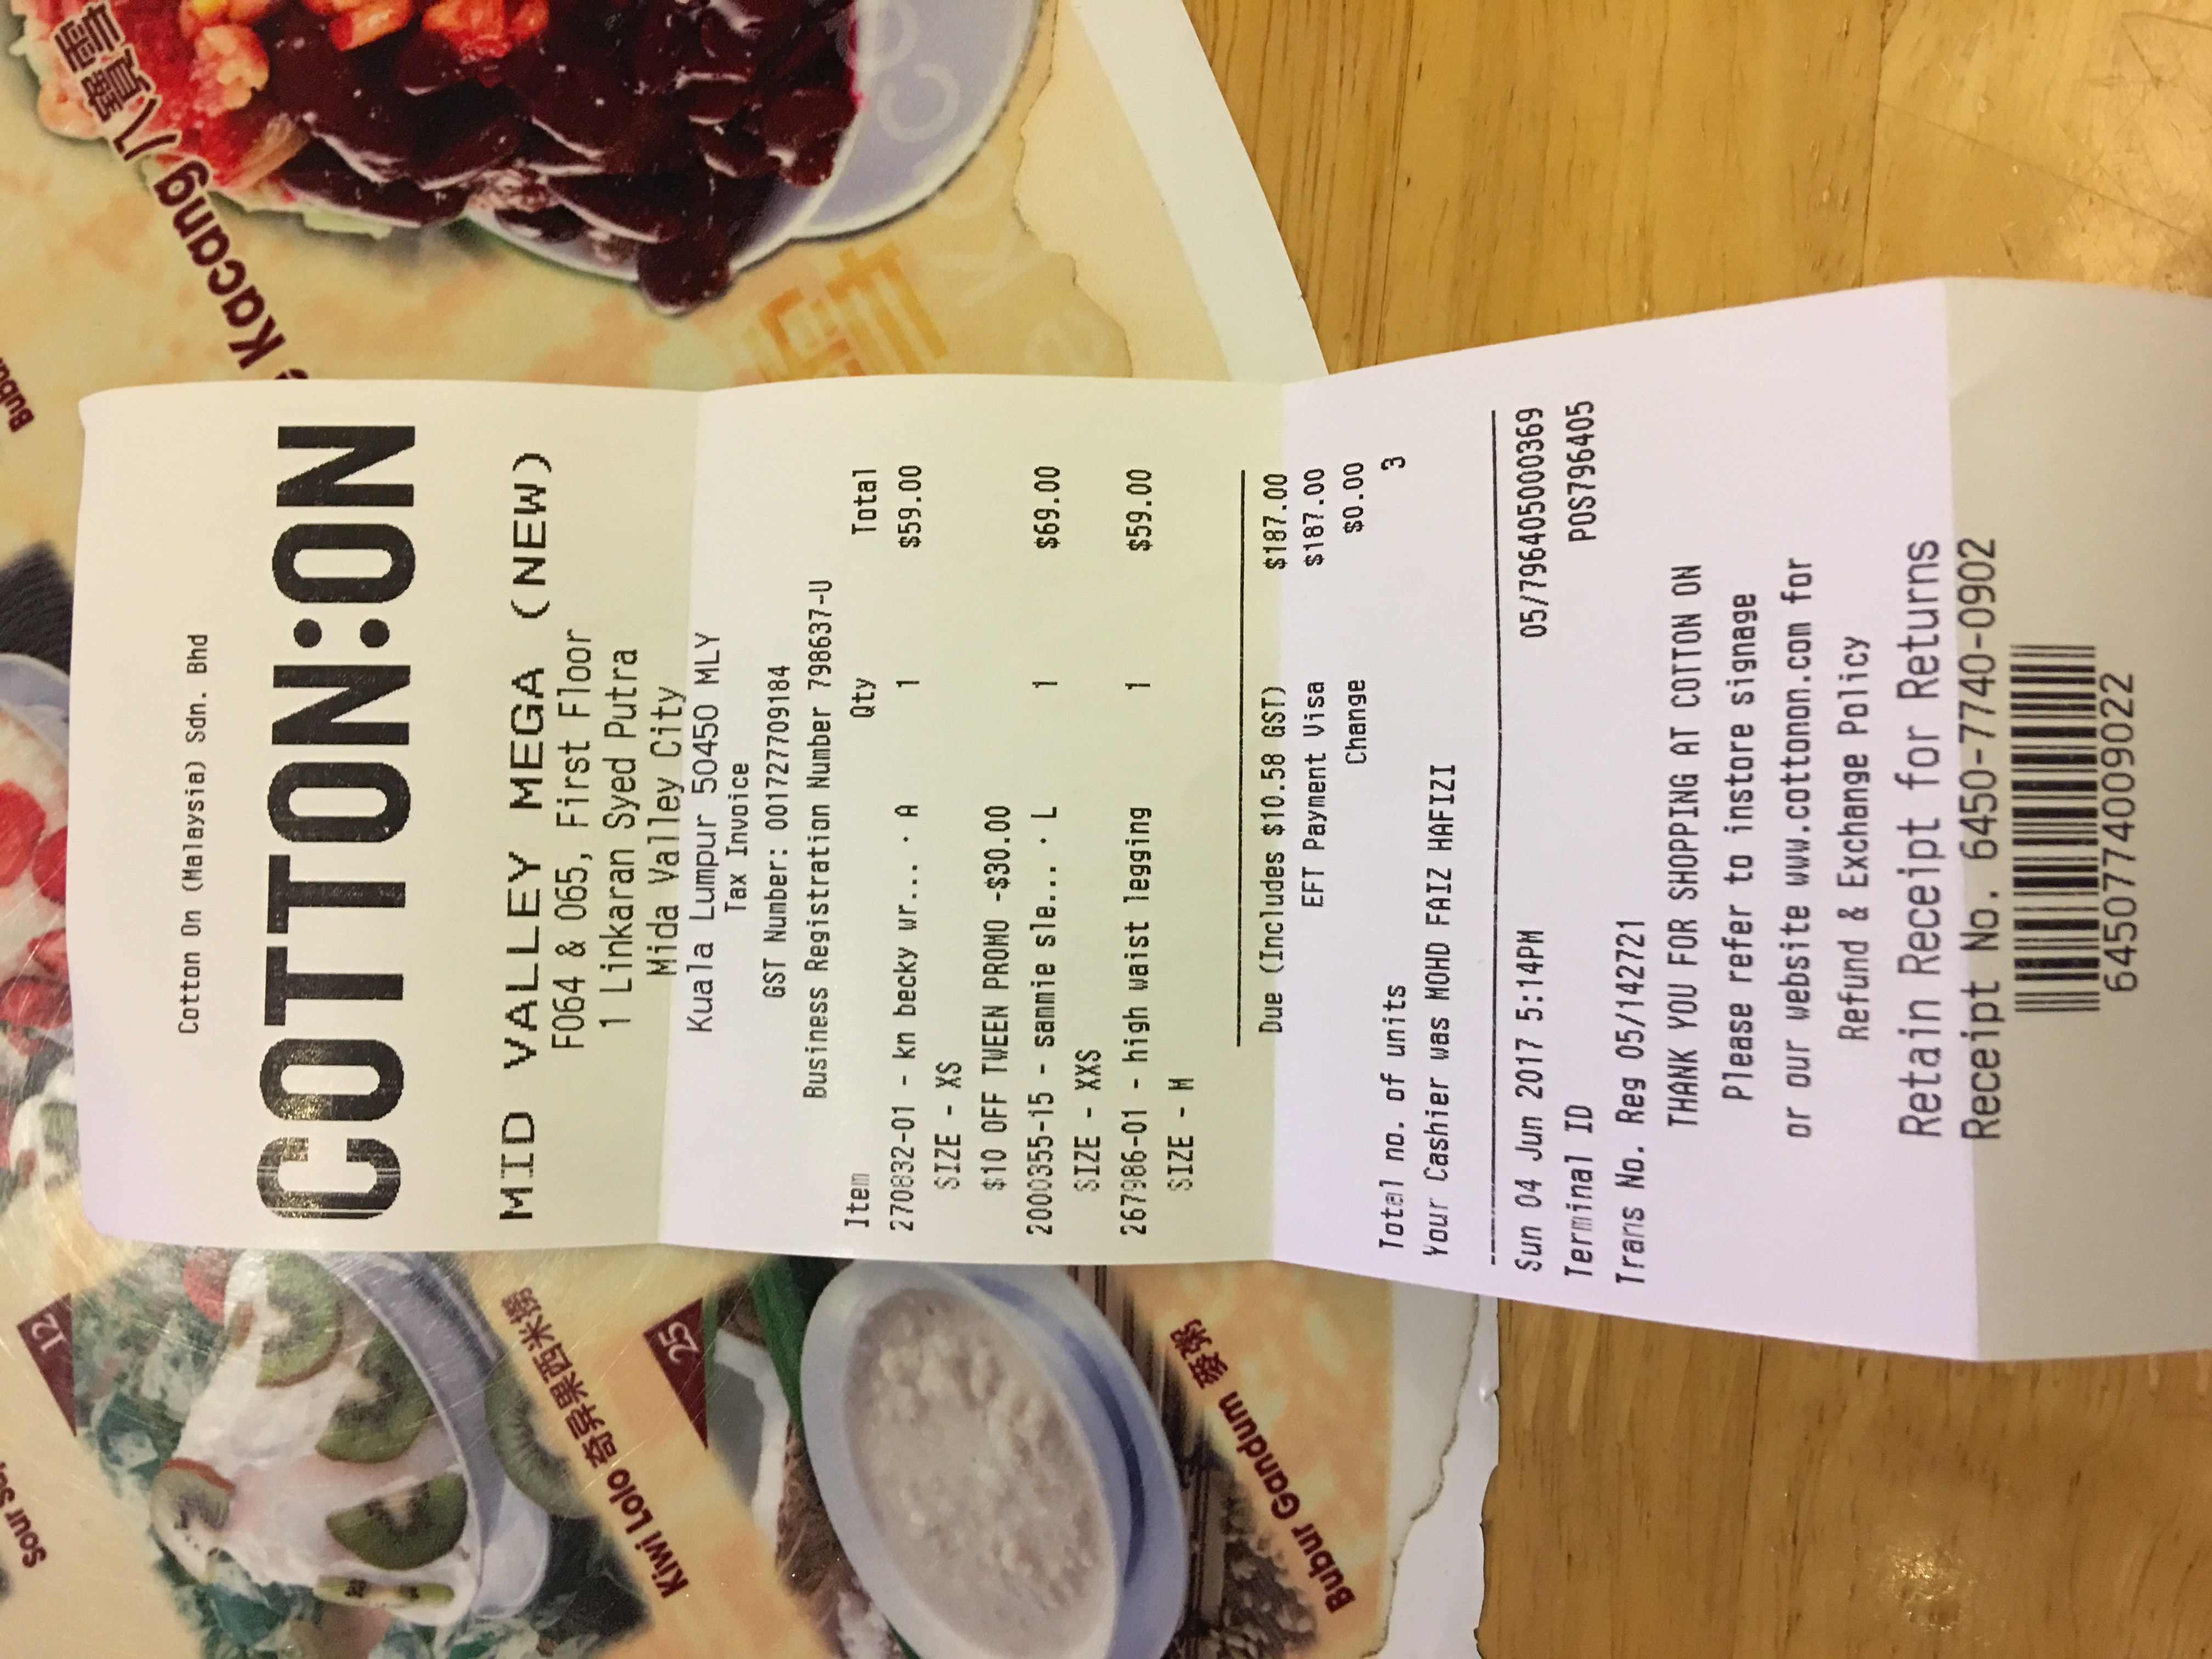 Sour
12
Bubu
Kacang 八寶雪
Cotton On (Malaysia) Sdn. Bhd
COTTON:ON
MID VALLEY MEGA (NEW)
F064 & 065, First Floor
1 Linkaran Syed Putra
Mida Valley City
Kuala Lumpur 50450 MLY
Tax Invoice
GST Number: 001727709184
Business Registration Number 798637-U
Item Qty Total
270832-01 - kn becky wr... · A 1 $59.00
SIZE - XS
$10 OFF TWEEN PROMO -$30.00
2000355-15 - sammie sle... · L 1 $69.00
SIZE - XXS
267986-01 - high waist legging 1 $59.00
SIZE - M
Due (Includes $10.58 GST) $187.00
EFT Payment Visa $187.00
Change $0.00
Total no. of units 3
Your Cashier was MOHD FAIZ HAFIZI
Sun 04 Jun 2017 5:14PM 05/796405000369
Terminal ID POS796405
Trans No. Reg 05/142721
THANK YOU FOR SHOPPING AT COTTON ON
Please refer to instore signage
or our website www.cottonon.com for
Refund & Exchange Policy
Retain Receipt for Returns
Receipt No. 6450-7740-0902
6450774009022
Kiwi Lolo 奇异果西米撈
25
Bubur Gandum 麥粥